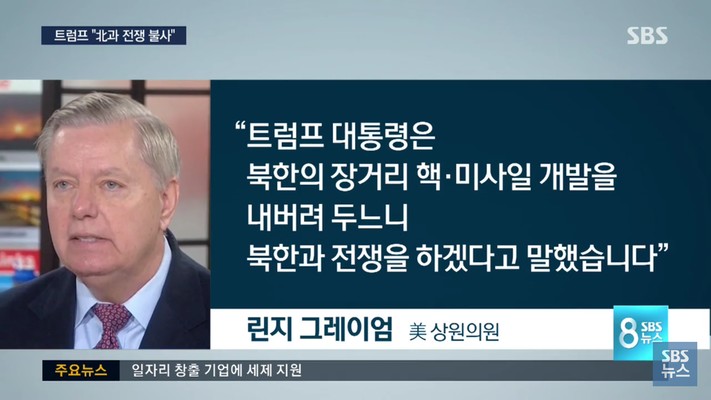 트럼프 "北과 전쟁 불사"
SBS
“트럼프 대통령은
북한의 장거리 핵·미사일 개발을
내버려 두느니
북한과 전쟁을 하겠다고 말했습니다”
린지 그레이엄 美 상원의원
8 SBS 뉴스
주요뉴스 일자리 창출 기업에 세제 지원
SBS
뉴스